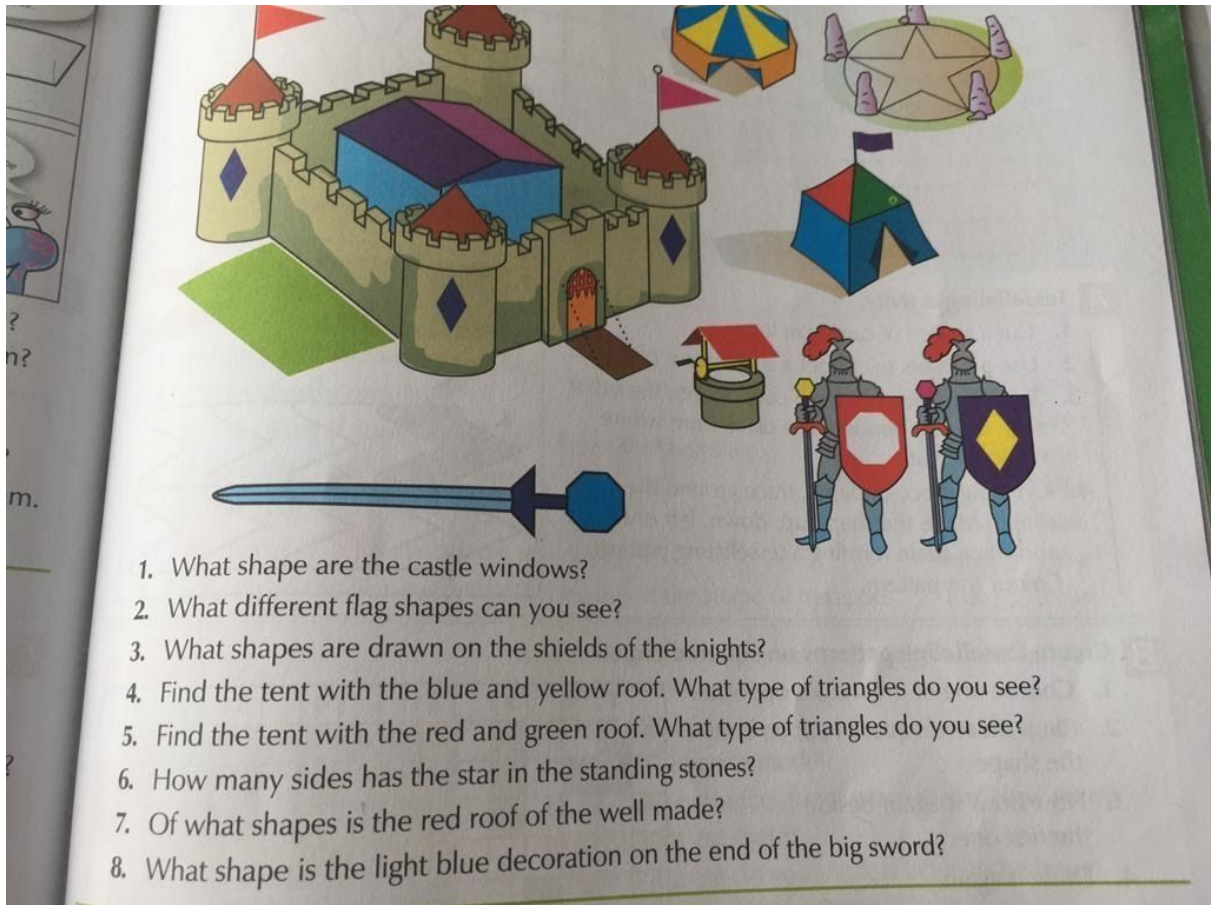 ?
n?
m.
?
1. What shape are the castle windows?
2. What different flag shapes can you see?
3. What shapes are drawn on the shields of the knights?
4. Find the tent with the blue and yellow roof. What type of triangles do you see?
5. Find the tent with the red and green roof. What type of triangles do you see?
6. How many sides has the star in the standing stones?
7. Of what shapes is the red roof of the well made?
8. What shape is the light blue decoration on the end of the big sword?